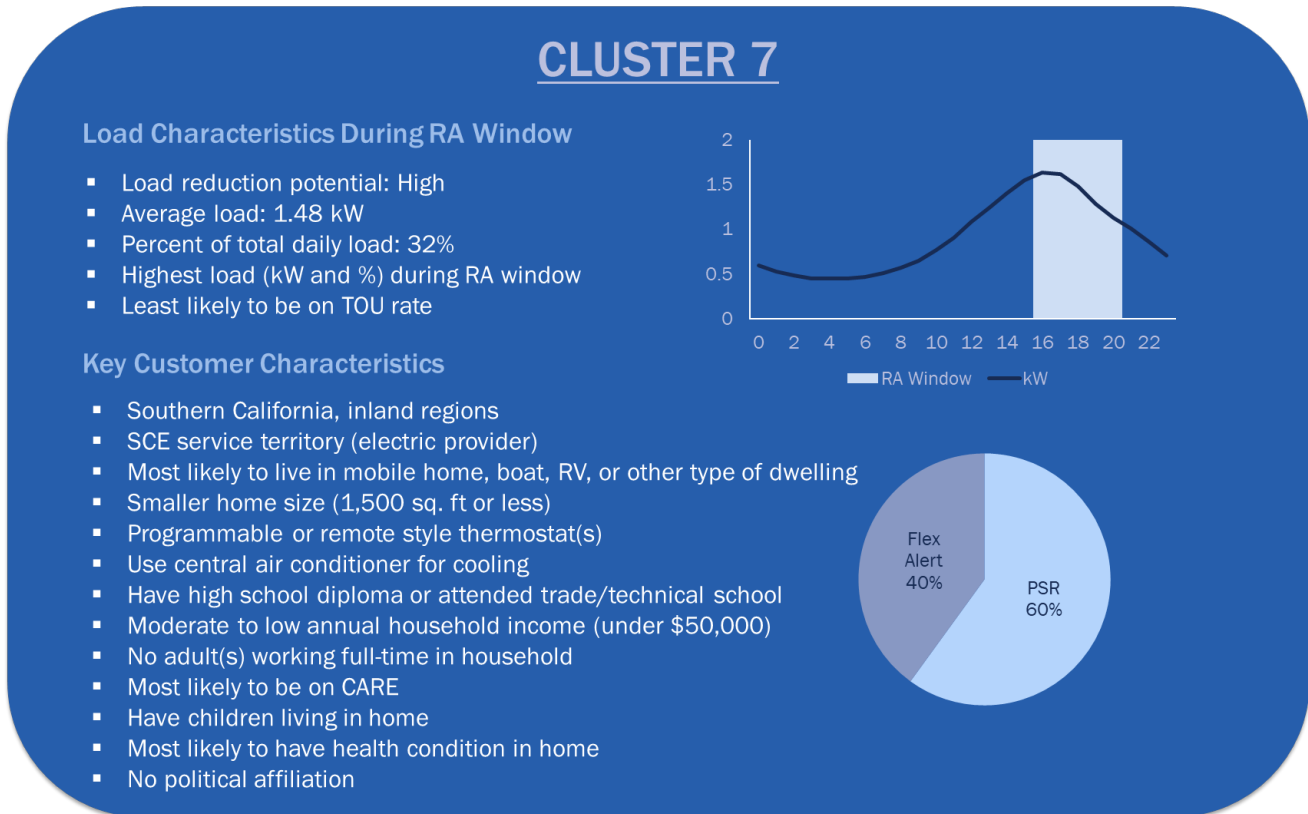 CLUSTER 7
Load Characteristics During RA Window
▪ Load reduction potential: High
▪ Average load: 1.48 kW
▪ Percent of total daily load: 32%
▪ Highest load (kW and %) during RA window
▪ Least likely to be on TOU rate
Key Customer Characteristics
▪ Southern California, inland regions
▪ SCE service territory (electric provider)
▪ Most likely to live in mobile home, boat, RV, or other type of dwelling
▪ Smaller home size (1,500 sq. ft or less)
▪ Programmable or remote style thermostat(s)
▪ Use central air conditioner for cooling
▪ Have high school diploma or attended trade/technical school
▪ Moderate to low annual household income (under $50,000)
▪ No adult(s) working full-time in household
▪ Most likely to be on CARE
▪ Have children living in home
▪ Most likely to have health condition in home
▪ No political affiliation
2
1.5
1
0.5
0
0 2 4 6 8 10 12 14 16 18 20 22
RA Window kW
Flex
Alert
40%
PSR
60%